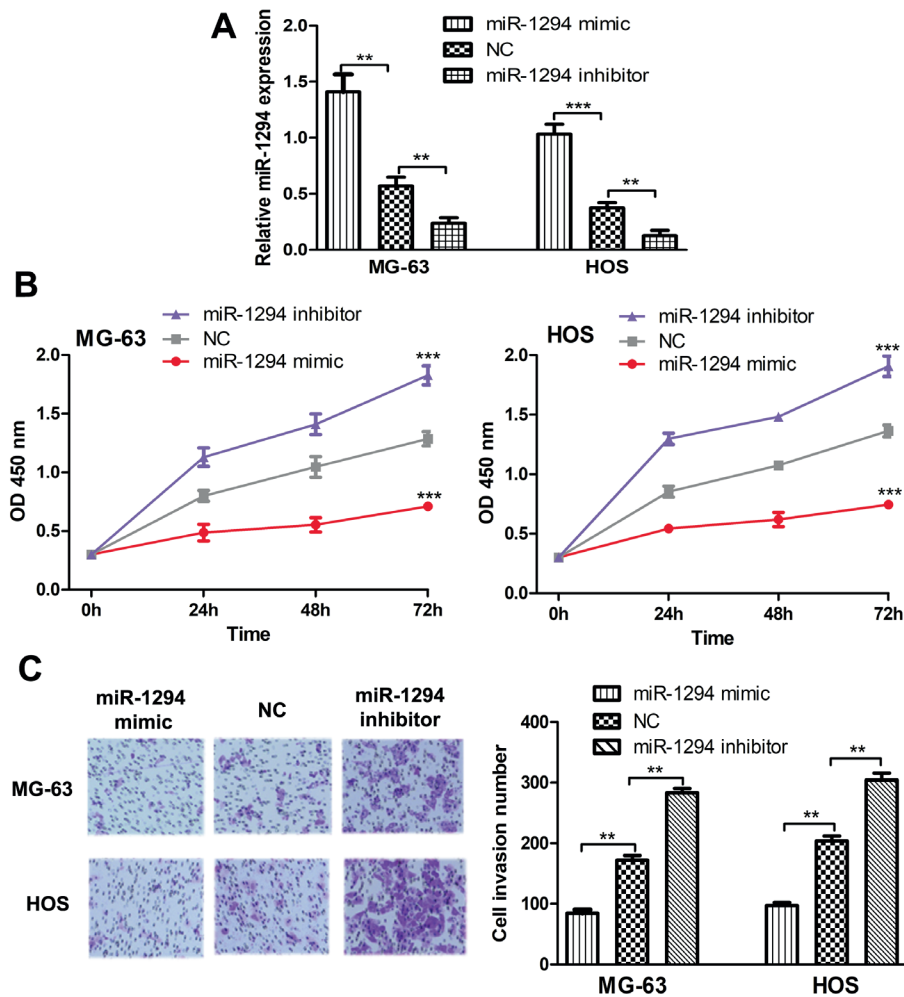 A
Relative miR-1294 expression
2.0
1.5
1.0
0.5
0.0
miR-1294 mimic
NC
miR-1294 inhibitor
**
**
***
**
MG-63
HOS
B
MG-63
miR-1294 inhibitor
NC
miR-1294 mimic
OD 450 nm
2.0
1.5
1.0
0.5
0.0
***
***
0h
24h
48h
72h
Time
HOS
miR-1294 inhibitor
NC
miR-1294 mimic
OD 450 nm
2.0
1.5
1.0
0.5
0.0
***
***
0h
24h
48h
72h
Time
C
miR-1294
mimic
NC
miR-1294
inhibitor
MG-63
HOS
miR-1294 mimic
NC
miR-1294 inhibitor
Cell invasion number
400
300
200
100
0
**
**
**
**
MG-63
HOS